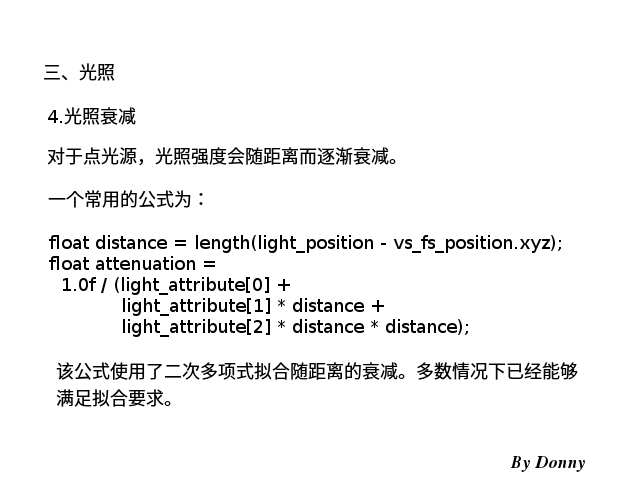 三、光照
4.光照衰减
对于点光源，光照强度会随距离而逐渐衰减。
一个常用的公式为：
float distance = length(light_position - vs_fs_position.xyz);
float attenuation =
1.0f / (light_attribute[0] +
light_attribute[1] * distance +
light_attribute[2] * distance * distance);
该公式使用了二次多项式拟合随距离的衰减。多数情况下已经能够
满足拟合要求。
By Donny